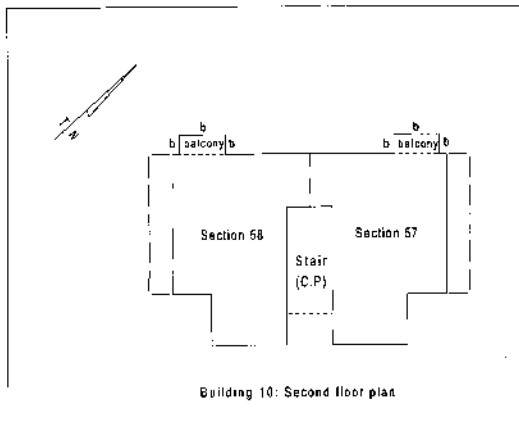 N
b
b
b balcony b
b balcony b
Section 58
Section 57
Stair
(C.P)
Building 10: Second floor plan